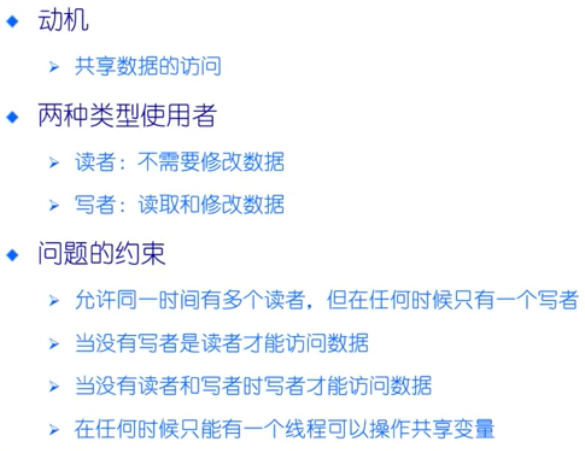 动机
共享数据的访问
两种类型使用者
读者：不需要修改数据
写者：读取和修改数据
问题的约束
允许同一时间有多个读者，但在任何时候只有一个写者
当没有写者是读者才能访问数据
当没有读者和写者时写者才能访问数据
在任何时候只能有一个线程可以操作共享变量